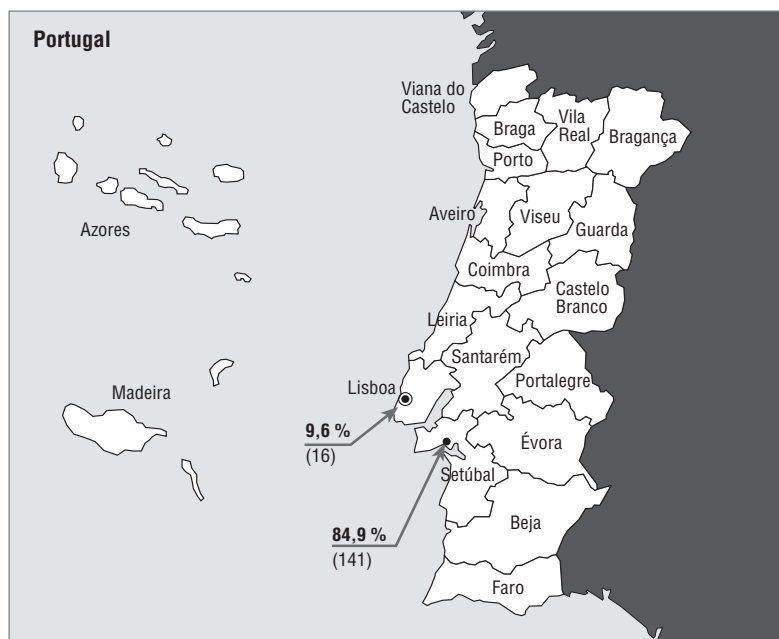 Portugal
Viana do
Castelo
Braga
Vila
Real
Bragança
Porto
Aveiro
Viseu
Guarda
Azores
Coimbra
Castelo
Branco
Leiria
Santarém
Madeira
Lisboa
Portalegre
9,6 %
(16)
Évora
Setúbal
84,9 %
(141)
Beja
Faro